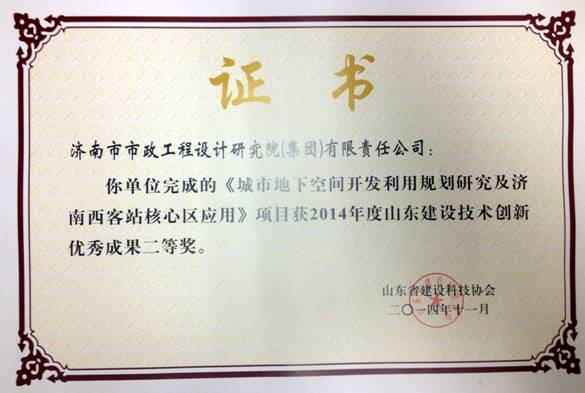 证书
济南市市政工程设计研究院(集团)有限责任公司：
你单位完成的《城市地下空间开发利用规划研究及济
南西客站核心区应用》项目获2014年度山东建设技术创新
优秀成果二等奖。
山东省建设科技协会
二〇一四年十一月